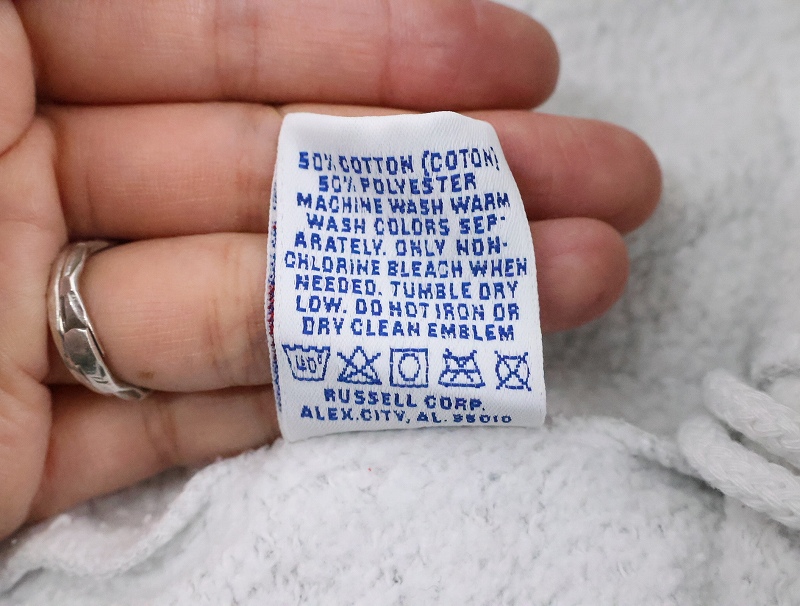 50% COTTON (COTON)
50% POLYESTER
MACHINE WASH WARM
WASH COLORS SEP-
ARATELY. ONLY NON-
CHLORINE BLEACH WHEN
NEEDED. TUMBLE DRY
LOW. DO NOT IRON OR
DRY CLEAN EMBLEM
40°
RUSSELL CORP.
ALEX.CITY, AL.